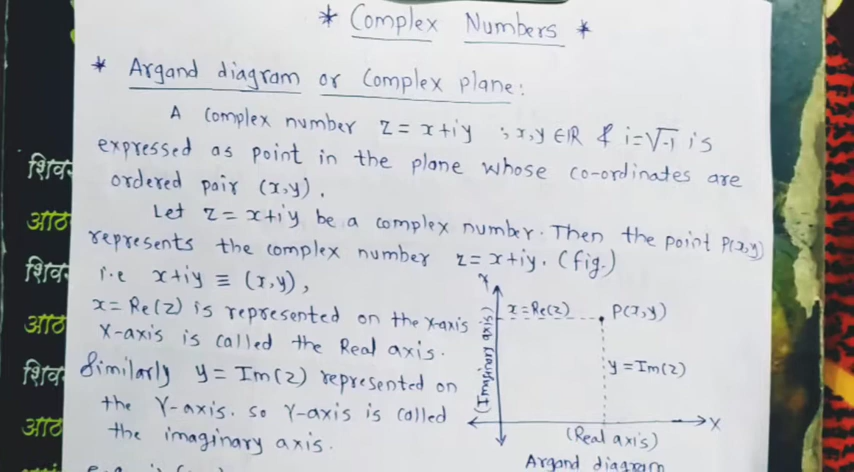 * Complex Numbers *
* Argand diagram or Complex plane:
A Complex number z = x+iy ; x,y ∈ IR & i=√-1 is
expressed as point in the plane whose co-ordinates are
ordered pair (x,y).
Let z = x+iy be a complex number. Then the point P(x,y)
represents the complex number z = x+iy. (fig.)
i.e x+iy ≡ (x,y),
x = Re(z) is represented on the x-axis
X-axis is called the Real axis.
Similarly y = Im(z) represented on
the Y-axis. so Y-axis is called
the imaginary axis.
Y
x = Re(z)
P(x,y)
(Imaginary axis)
y = Im(z)
X
(Real axis)
Argand diagram
शिव
आठ
शिव
आठ
शिव
आठ